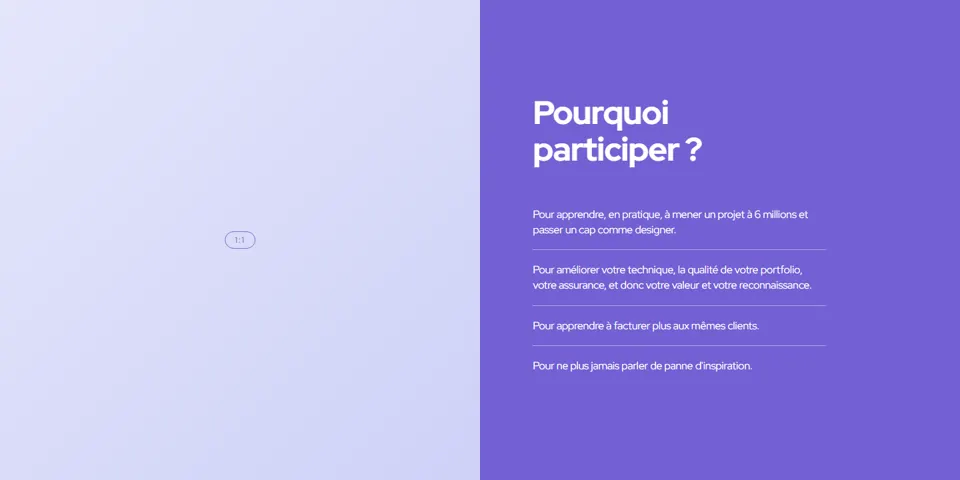 1:1
Pourquoi
participer ?
Pour apprendre, en pratique, à mener un projet à 6 millions et
passer un cap comme designer.
Pour améliorer votre technique, la qualité de votre portfolio,
votre assurance, et donc votre valeur et votre reconnaissance.
Pour apprendre à facturer plus aux mêmes clients.
Pour ne plus jamais parler de panne d'inspiration.